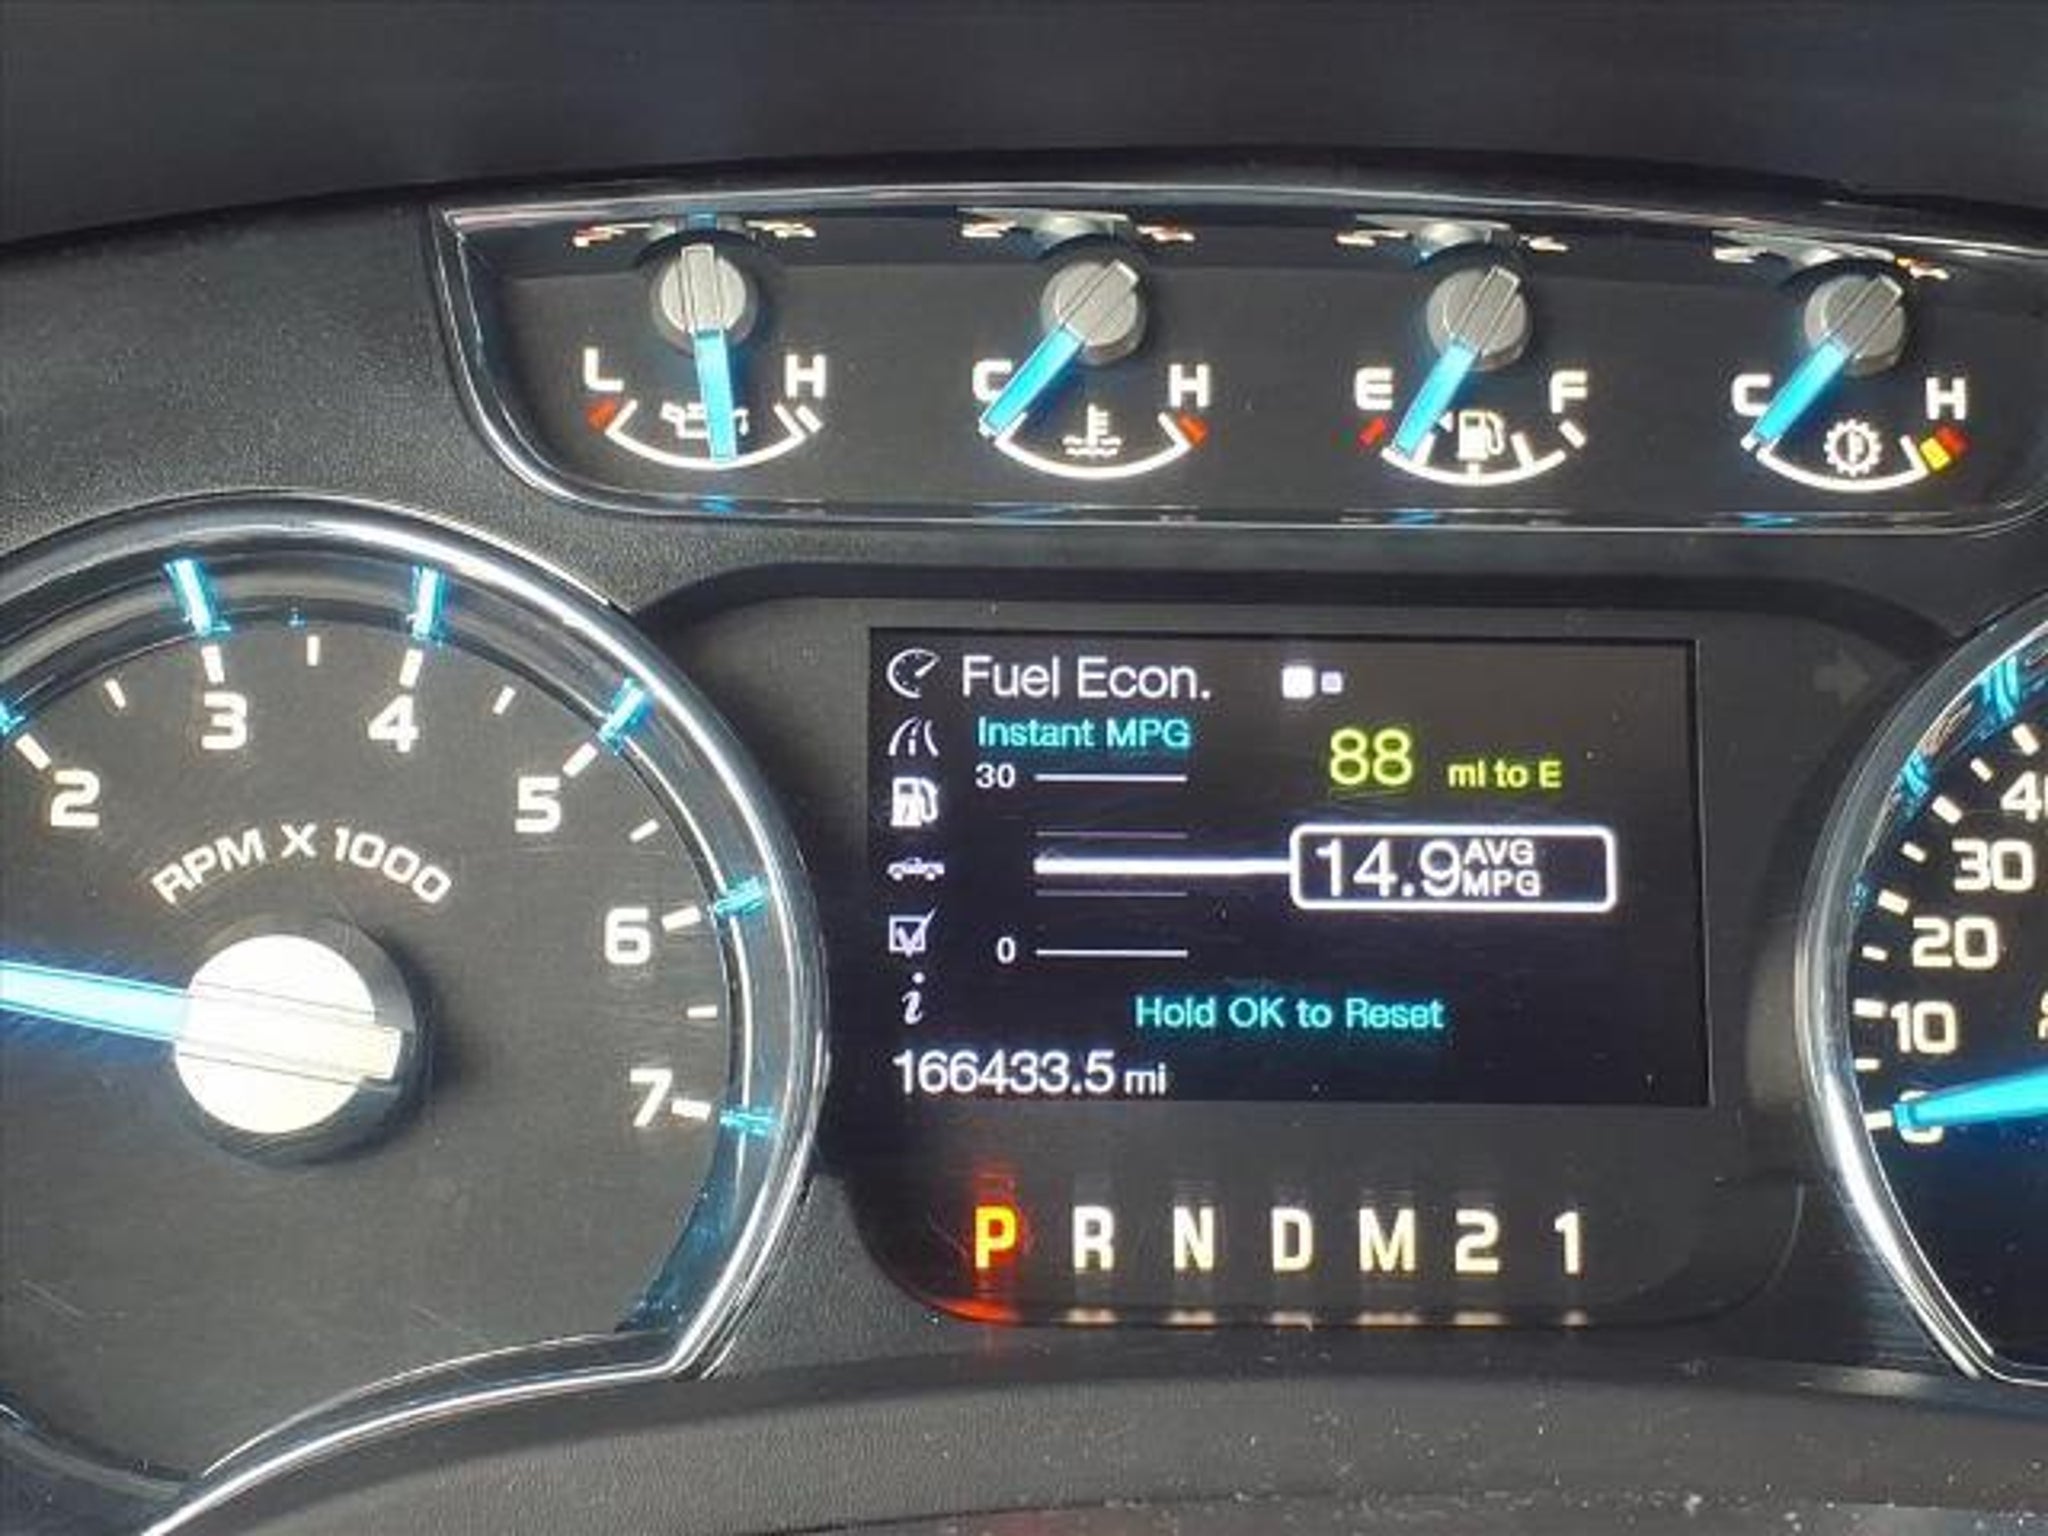 L H
C H
E F
C H
2 3 4 5 6 7
RPM X 1000
Fuel Econ.
Instant MPG
88 mi to E
30
14.9 AVG MPG
0
Hold OK to Reset
i
166433.5 mi
P R N D M 2 1
30
20
10
0